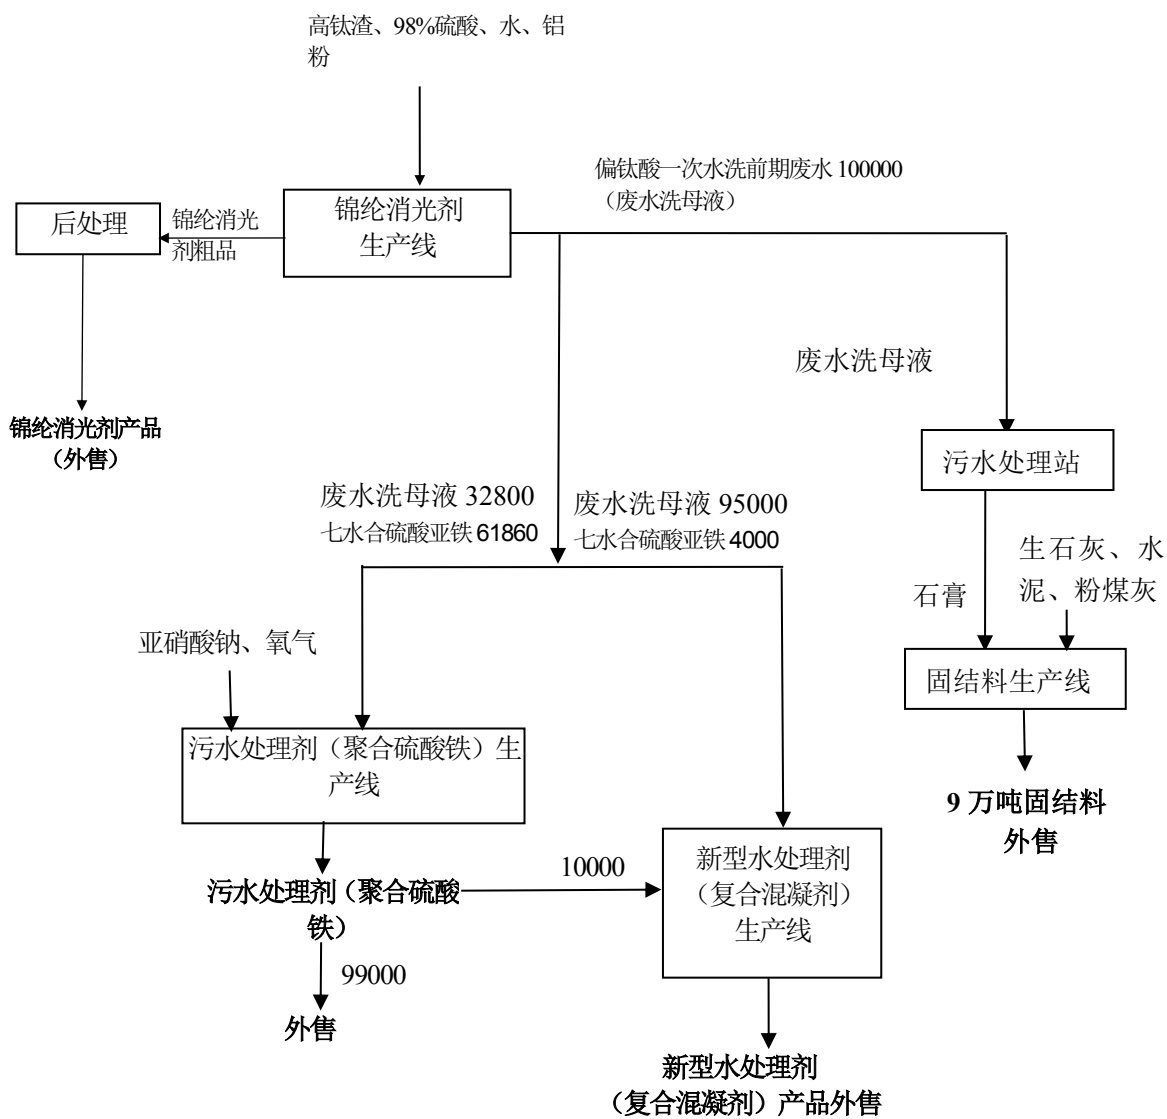 高钛渣、98%硫酸、水、铝
粉
偏钛酸一次水洗前期废水 100000
（废水洗母液）
锦纶消光剂
生产线
后处理
锦纶消光
剂粗品
废水洗母液
锦纶消光剂产品
（外售）
污水处理站
废水洗母液 32800
七水合硫酸亚铁 61860
废水洗母液 95000
七水合硫酸亚铁 4000
生石灰、水
泥、粉煤灰
石膏
亚硝酸钠、氧气
固结料生产线
污水处理剂（聚合硫酸铁）生
产线
9 万吨固结料
外售
新型水处理剂
（复合混凝剂）
生产线
10000
污水处理剂（聚合硫酸
铁）
99000
外售
新型水处理剂
（复合混凝剂）产品外售